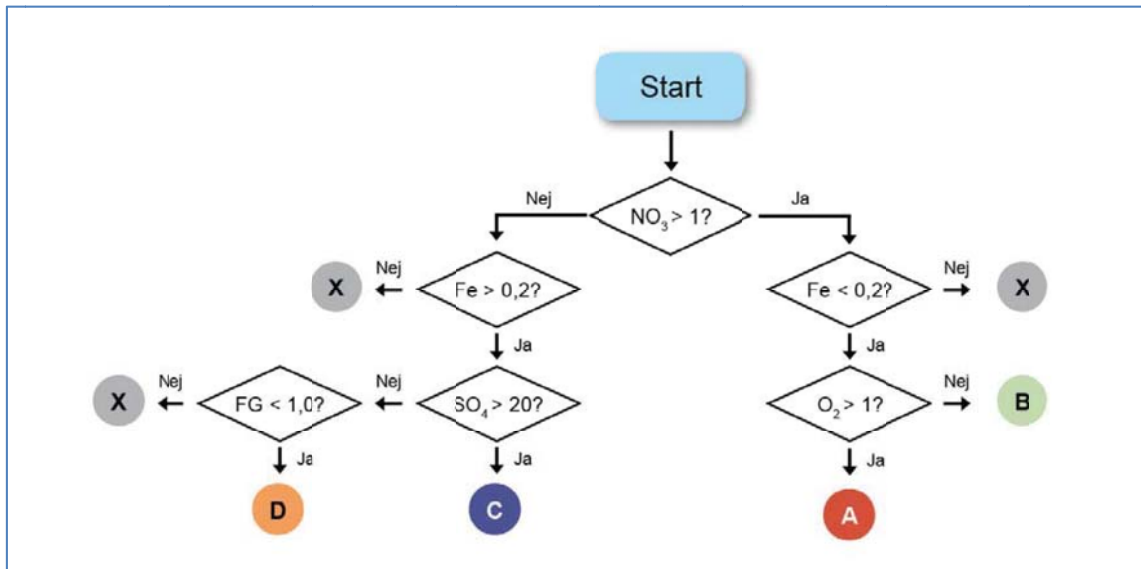 Start
Nej
NO₃ > 1?
Ja
X
Nej
Fe > 0,2?
Fe < 0,2?
Nej
X
Ja
Ja
X
Nej
FG < 1,0?
Nej
SO₄ > 20?
O₂ > 1?
Nej
B
Ja
Ja
Ja
D
C
A